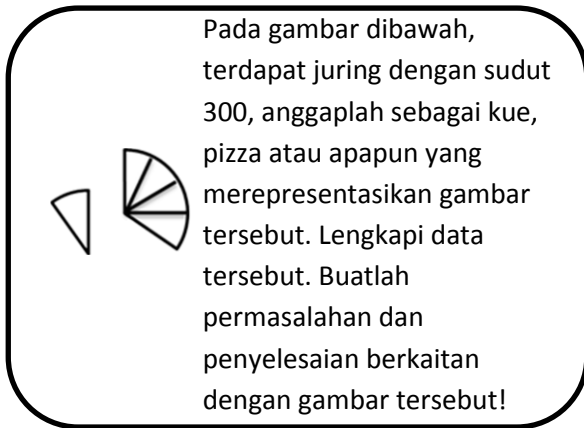 Pada gambar dibawah,
terdapat juring dengan sudut
300, anggaplah sebagai kue,
pizza atau apapun yang
merepresentasikan gambar
tersebut. Lengkapi data
tersebut. Buatlah
permasalahan dan
penyelesaian berkaitan
dengan gambar tersebut!